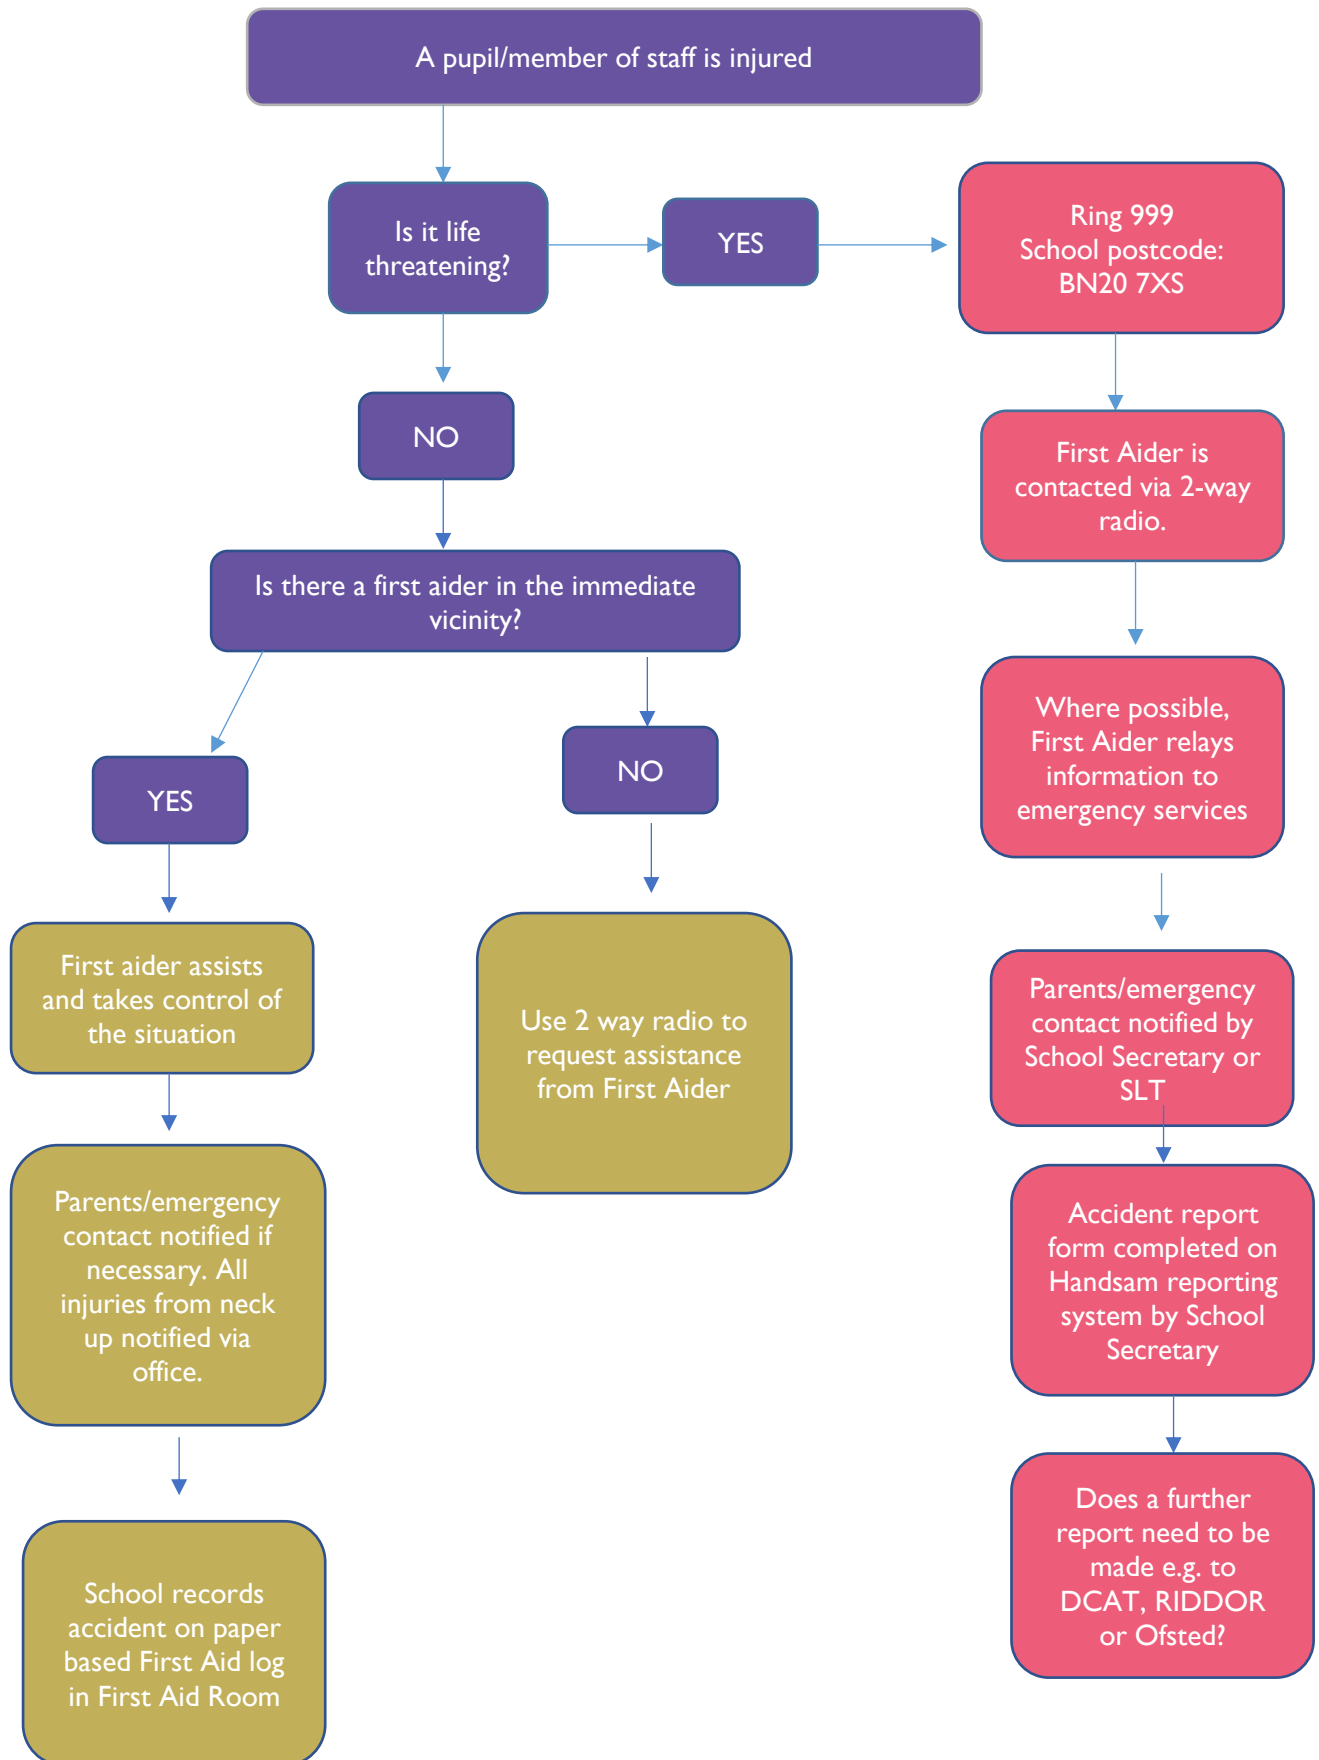 A pupil/member of staff is injured
Is it life
threatening?
YES
Ring 999
School postcode:
BN20 7XS
NO
First Aider is
contacted via 2-way
radio.
Is there a first aider in the immediate
vicinity?
Where possible,
First Aider relays
information to
emergency services
YES
NO
First aider assists
and takes control of
the situation
Use 2 way radio to
request assistance
from First Aider
Parents/emergency
contact notified by
School Secretary or
SLT
Parents/emergency
contact notified if
necessary. All
injuries from neck
up notified via
office.
Accident report
form completed on
Handsam reporting
system by School
Secretary
School records
accident on paper
based First Aid log
in First Aid Room
Does a further
report need to be
made e.g. to
DCAT, RIDDOR
or Ofsted?